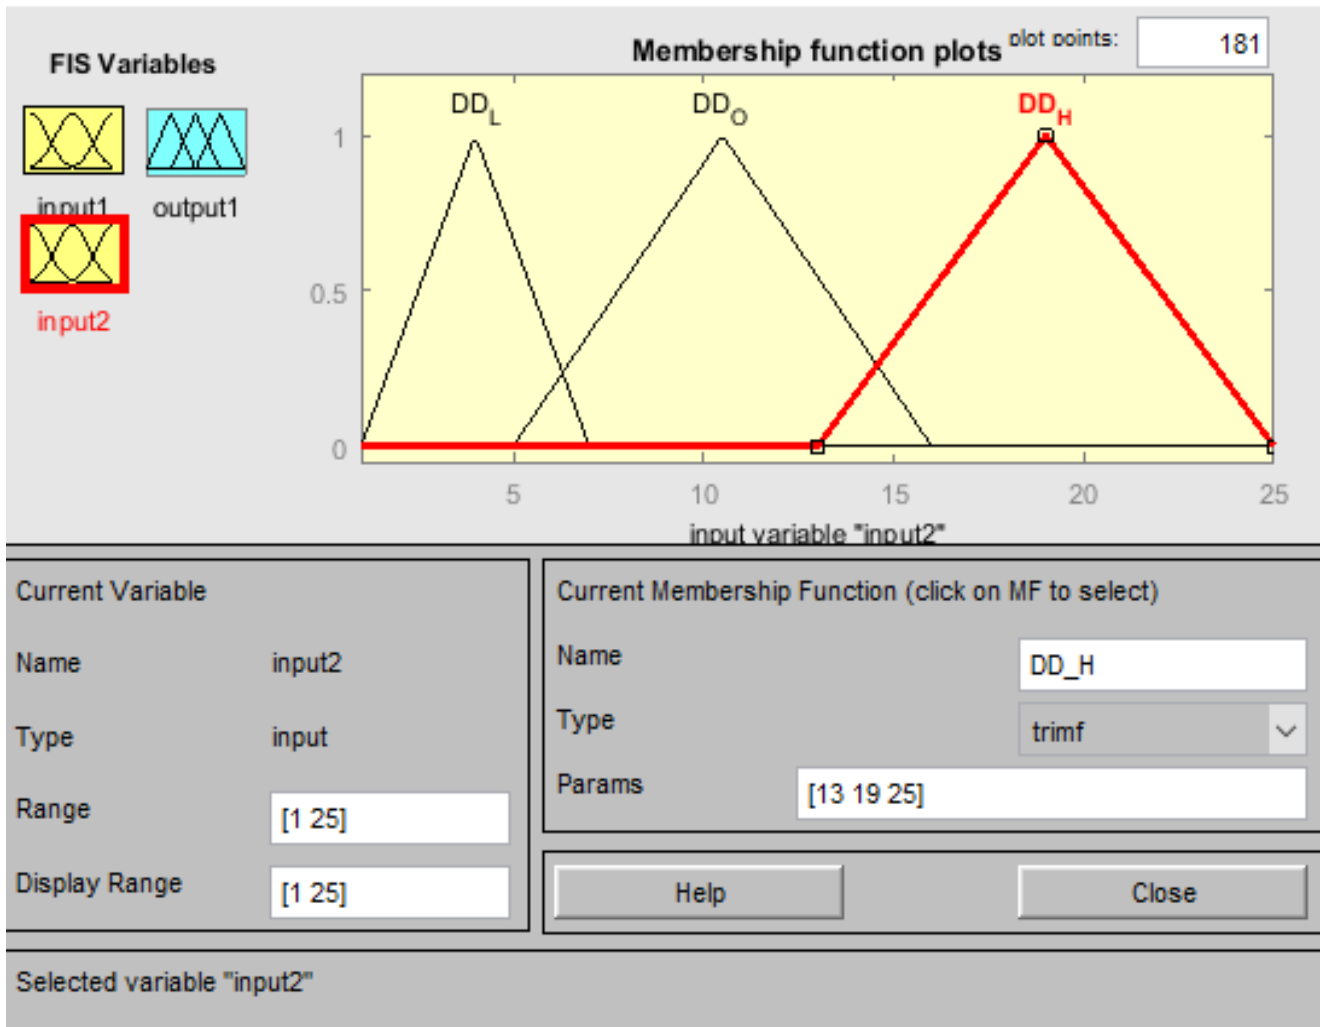 FIS Variables
Membership function plots
plot points:
181
input1
output1
input2
DD_L
DD_O
DD_H
1
0.5
0
5
10
15
20
25
input variable "input2"
Current Variable
Name
input2
Type
input
Range
[1 25]
Display Range
[1 25]
Current Membership Function (click on MF to select)
Name
DD_H
Type
trimf
Params
[13 19 25]
Help
Close
Selected variable "input2"